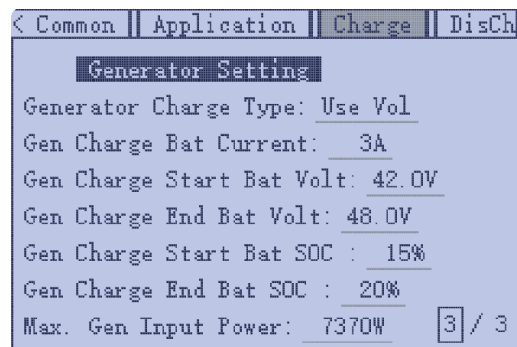 < Common Application Charge DisCh
Generator Setting
Generator Charge Type: Use Vol
Gen Charge Bat Current: 3A
Gen Charge Start Bat Volt: 42.0V
Gen Charge End Bat Volt: 48.0V
Gen Charge Start Bat SOC : 15%
Gen Charge End Bat SOC : 20%
Max. Gen Input Power: 7370W 3 / 3